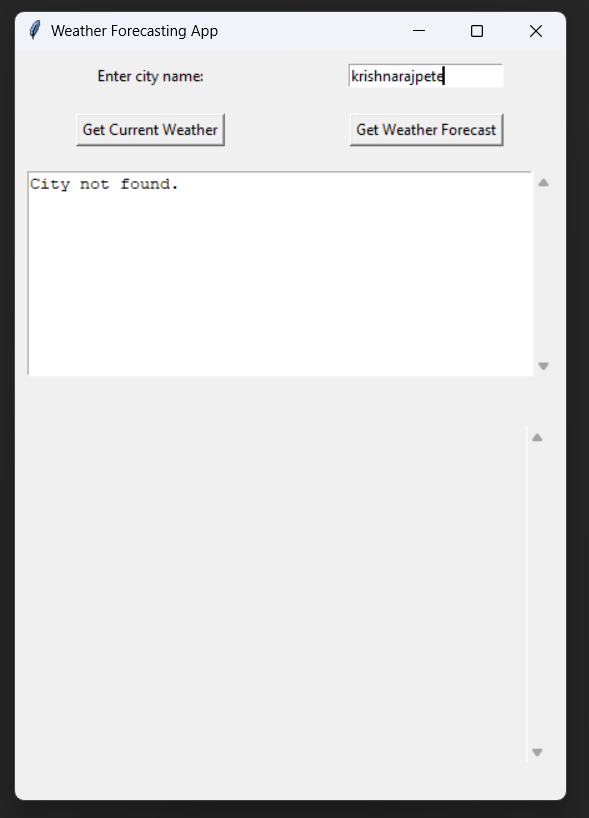 Weather Forecasting App
Enter city name: krishnarajpete
Get Current Weather Get Weather Forecast
City not found.